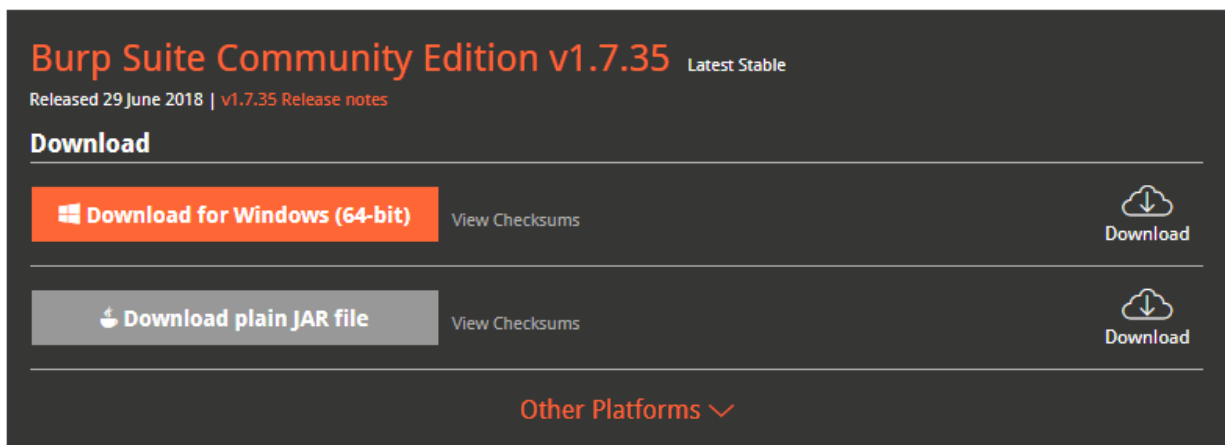 Burp Suite Community Edition v1.7.35 Latest Stable
Released 29 June 2018 | v1.7.35 Release notes
Download
Download for Windows (64-bit) View Checksums Download
Download plain JAR file View Checksums Download
Other Platforms